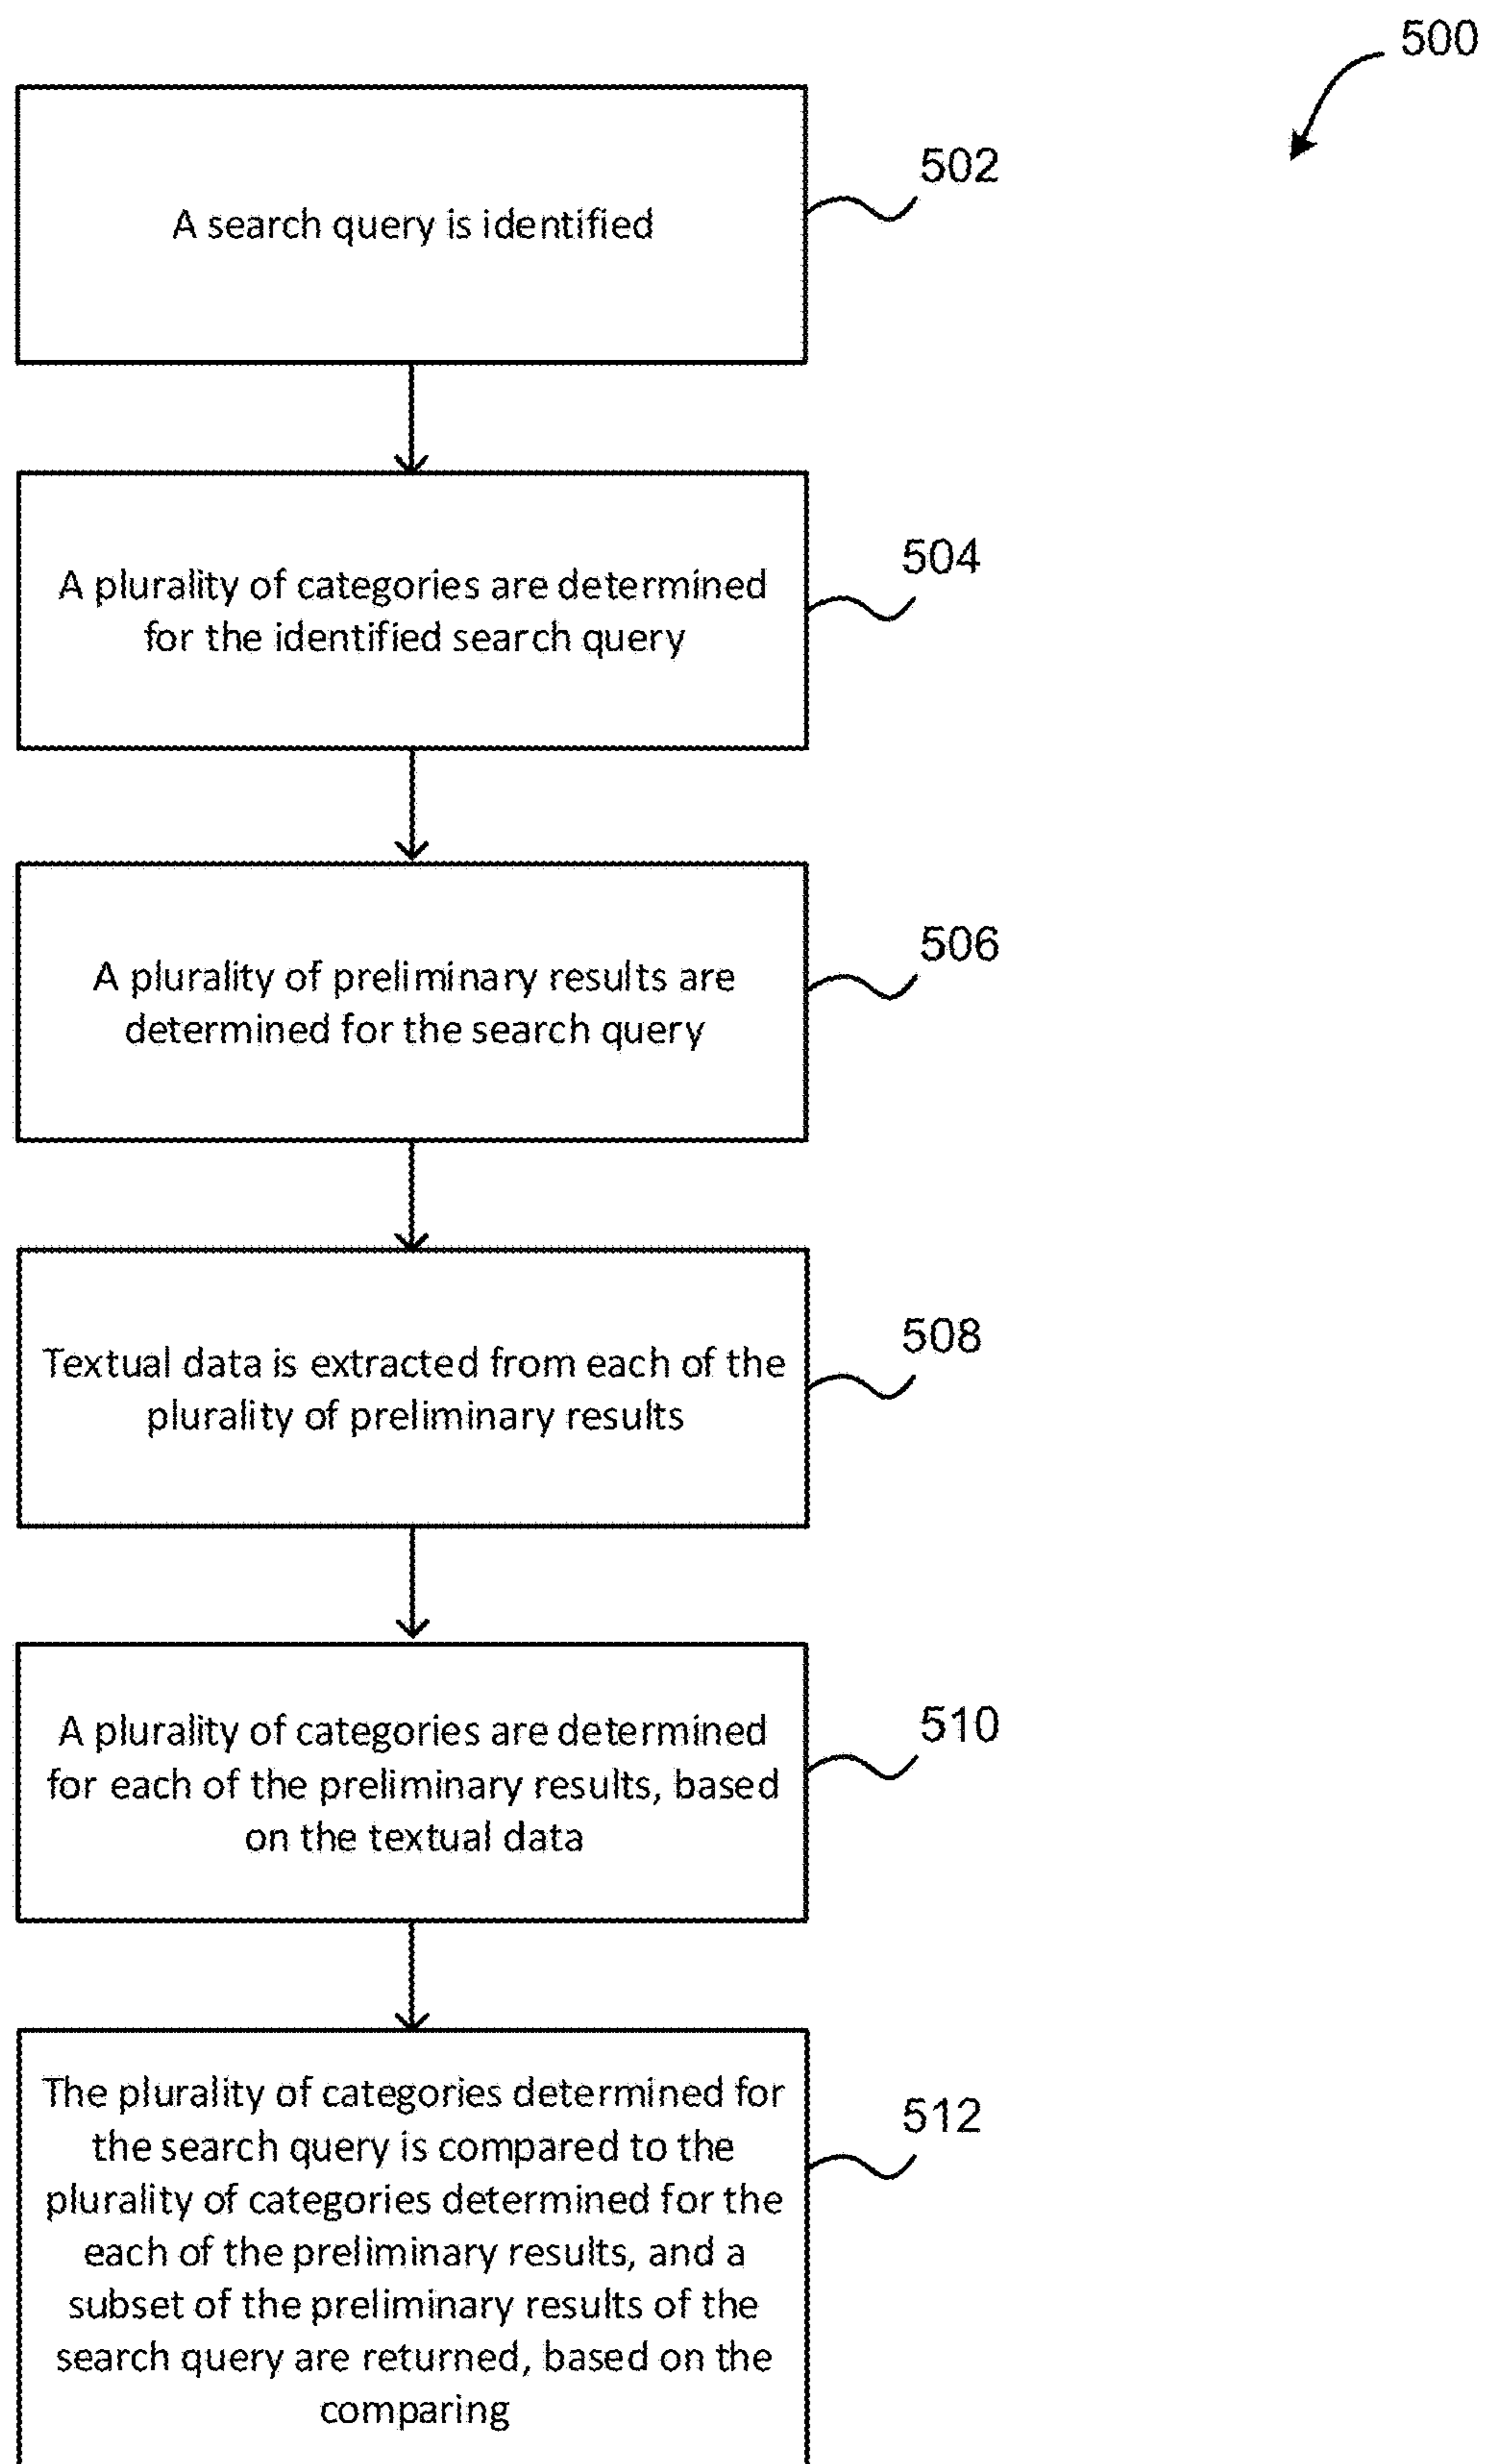 500
A search query is identified
502
A plurality of categories are determined
for the identified search query
504
A plurality of preliminary results are
determined for the search query
506
Textual data is extracted from each of the
plurality of preliminary results
508
A plurality of categories are determined
for each of the preliminary results, based
on the textual data
510
The plurality of categories determined for
the search query is compared to the
plurality of categories determined for the
each of the preliminary results, and a
subset of the preliminary results of the
search query are returned, based on the
comparing
512